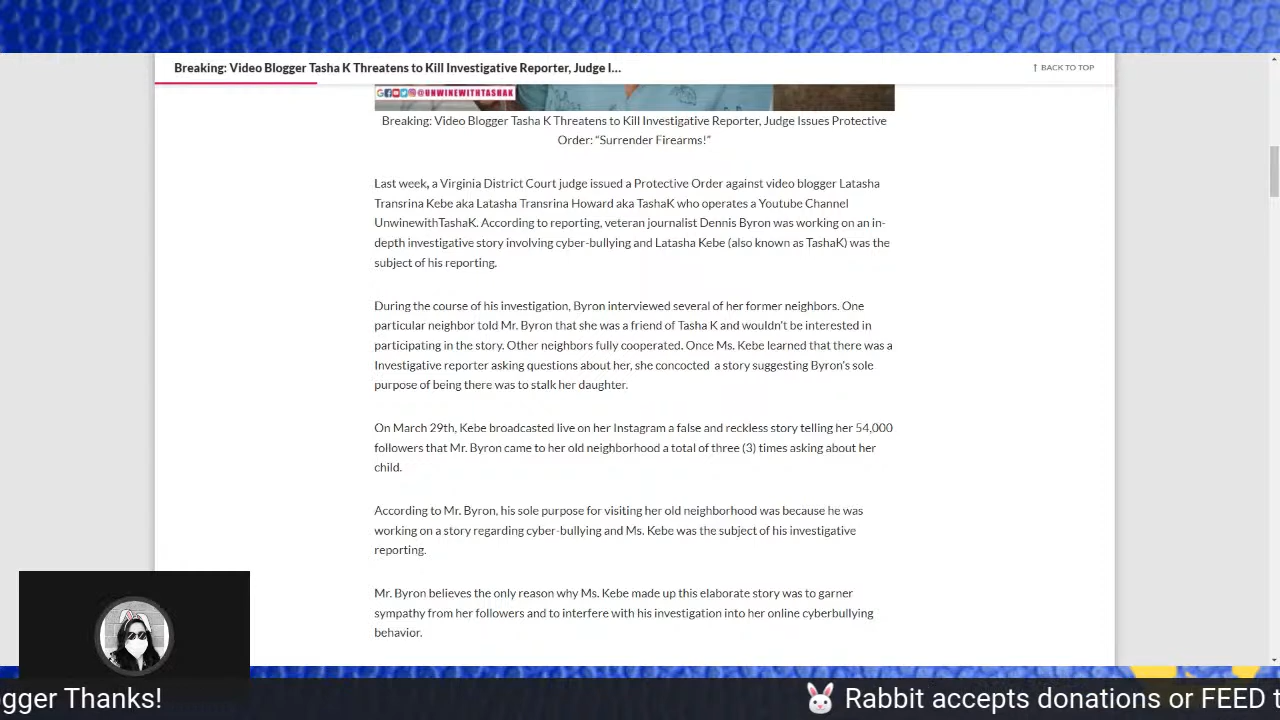 Breaking: Video Blogger Tasha K Threatens to Kill Investigative Reporter, Judge I...
↑ BACK TO TOP
@UNWINEWITHTASHAK
Breaking: Video Blogger Tasha K Threatens to Kill Investigative Reporter, Judge Issues Protective
Order: “Surrender Firearms!”
Last week, a Virginia District Court judge issued a Protective Order against video blogger Latasha
Transrina Kebe aka Latasha Transrina Howard aka TashaK who operates a Youtube Channel
UnwinewithTashaK. According to reporting, veteran journalist Dennis Byron was working on an in-
depth investigative story involving cyber-bullying and Latasha Kebe (also known as TashaK) was the
subject of his reporting.
During the course of his investigation, Byron interviewed several of her former neighbors. One
particular neighbor told Mr. Byron that she was a friend of Tasha K and wouldn't be interested in
participating in the story. Other neighbors fully cooperated. Once Ms. Kebe learned that there was a
Investigative reporter asking questions about her, she concocted a story suggesting Byron's sole
purpose of being there was to stalk her daughter.
On March 29th, Kebe broadcasted live on her Instagram a false and reckless story telling her 54,000
followers that Mr. Byron came to her old neighborhood a total of three (3) times asking about her
child.
According to Mr. Byron, his sole purpose for visiting her old neighborhood was because he was
working on a story regarding cyber-bullying and Ms. Kebe was the subject of his investigative
reporting.
Mr. Byron believes the only reason why Ms. Kebe made up this elaborate story was to garner
sympathy from her followers and to interfere with his investigation into her online cyberbullying
behavior.
ogger Thanks! 🐰 Rabbit accepts donations or FEED t